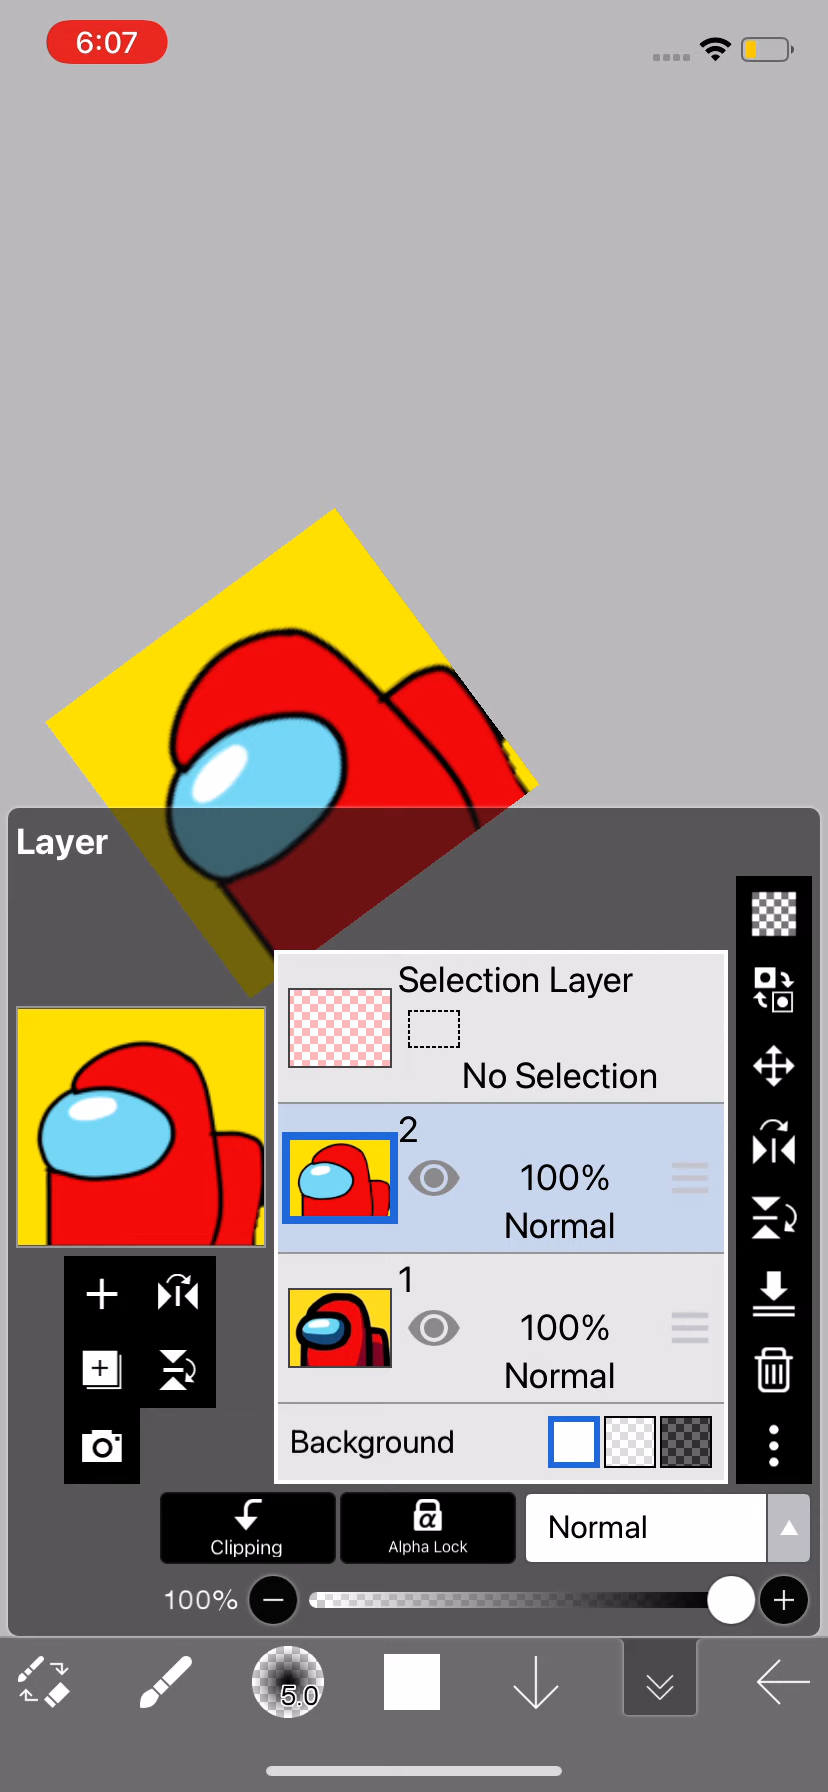 6:07
Layer
Selection Layer
No Selection
2
100%
Normal
1
100%
Normal
Background
Clipping
α
Alpha Lock
Normal
100%
5.0